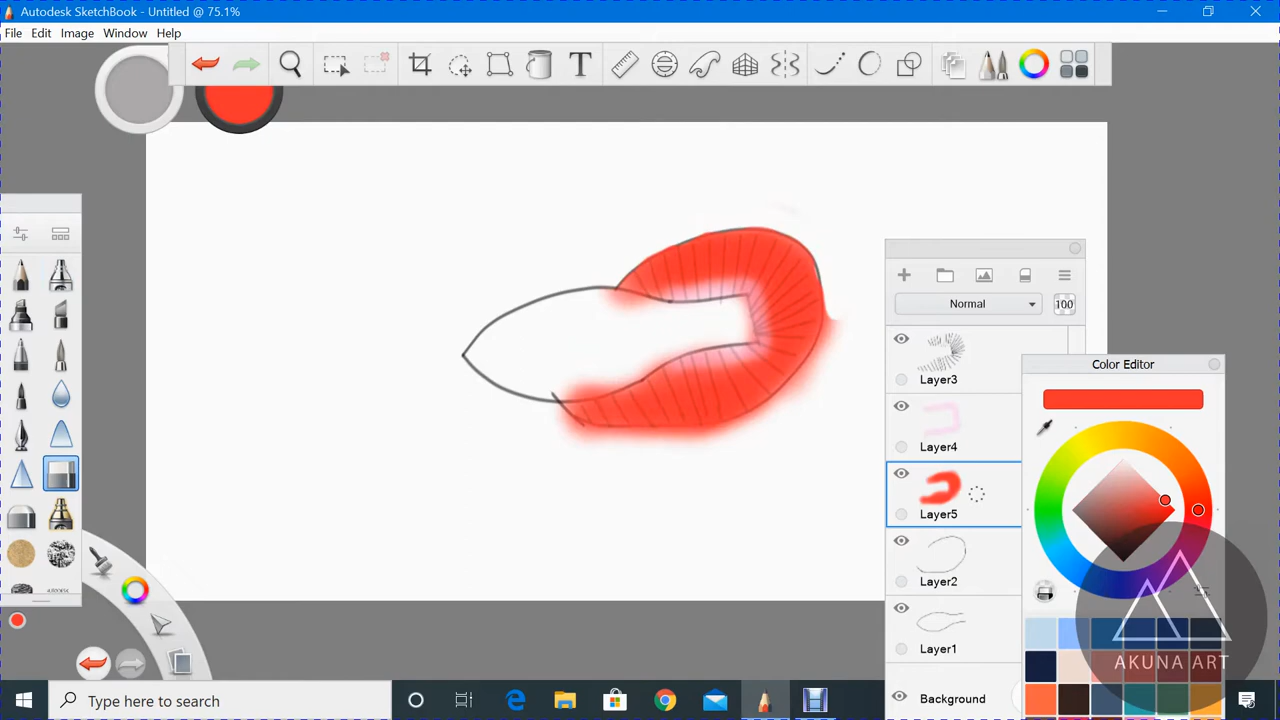 Autodesk SketchBook - Untitled @ 75.1%
File Edit Image Window Help
T
Normal
100
Layer3
Layer4
Layer5
Layer2
Layer1
Background
Color Editor
AKUNA ART
Type here to search